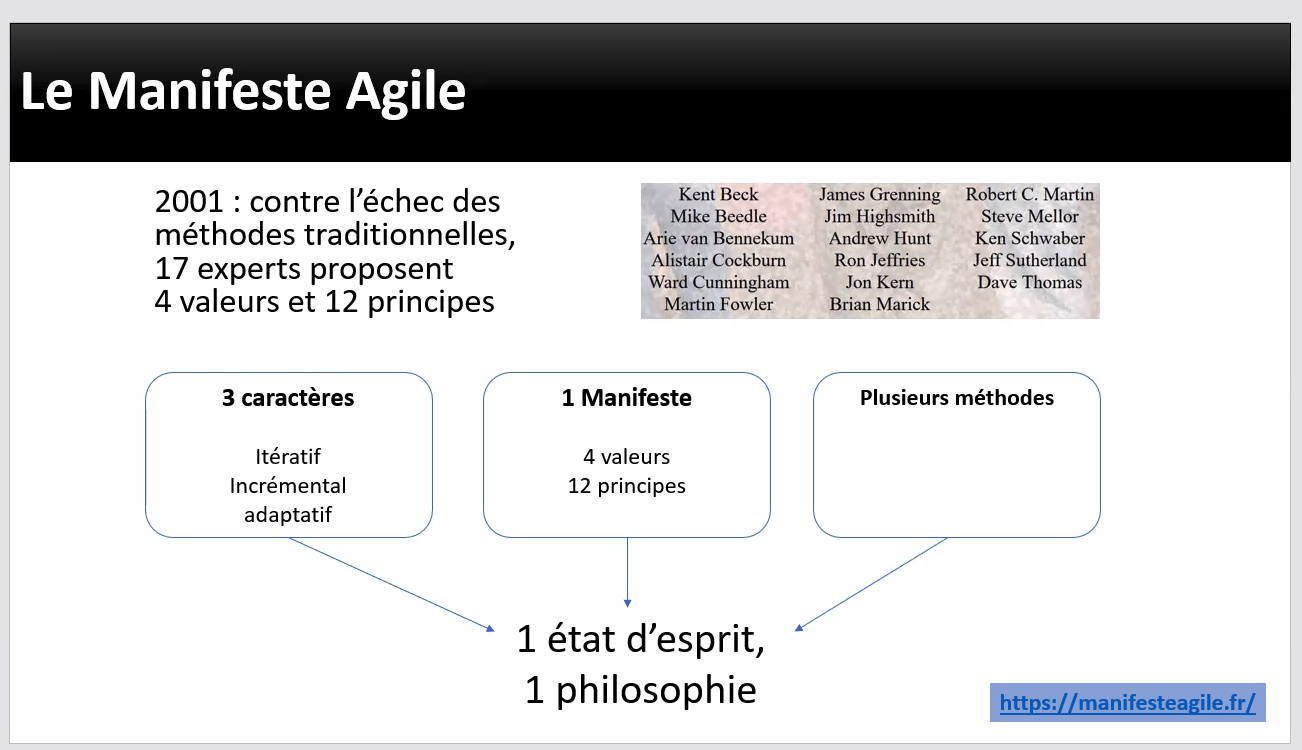 Le Manifeste Agile
2001 : contre l’échec des
méthodes traditionnelles,
17 experts proposent
4 valeurs et 12 principes
Kent Beck
Mike Beedle
Arie van Bennekum
Alistair Cockburn
Ward Cunningham
Martin Fowler
James Grenning
Jim Highsmith
Andrew Hunt
Ron Jeffries
Jon Kern
Brian Marick
Robert C. Martin
Steve Mellor
Ken Schwaber
Jeff Sutherland
Dave Thomas
3 caractères
Itératif
Incrémental
adaptatif
1 Manifeste
4 valeurs
12 principes
Plusieurs méthodes
1 état d’esprit,
1 philosophie
https://manifesteagile.fr/